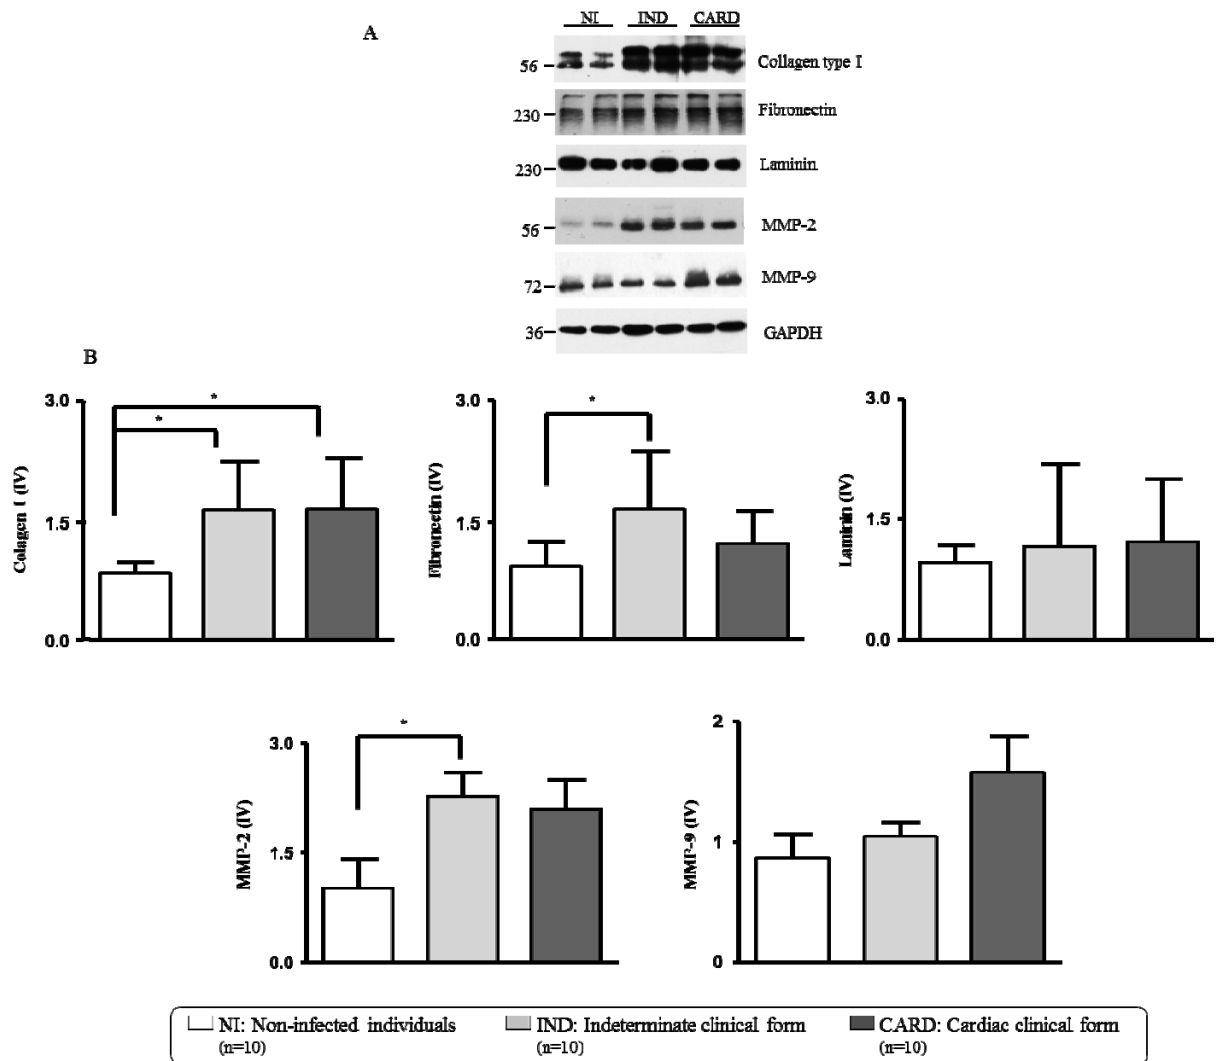 A
NI IND CARD
56 Collagen type I
230 Fibronectin
230 Laminin
56 MMP-2
72 MMP-9
36 GAPDH
B
3.0
1.5
0.0
Colagen I (IV)
*
*
3.0
1.5
0.0
Fibronectin (IV)
*
3.0
1.5
0.0
Laminin (IV)
3.0
1.5
0.0
MMP-2 (IV)
*
2
1
0
MMP-9 (IV)
NI: Non-infected individuals
(n=10)
IND: Indeterminate clinical form
(n=10)
CARD: Cardiac clinical form
(n=10)